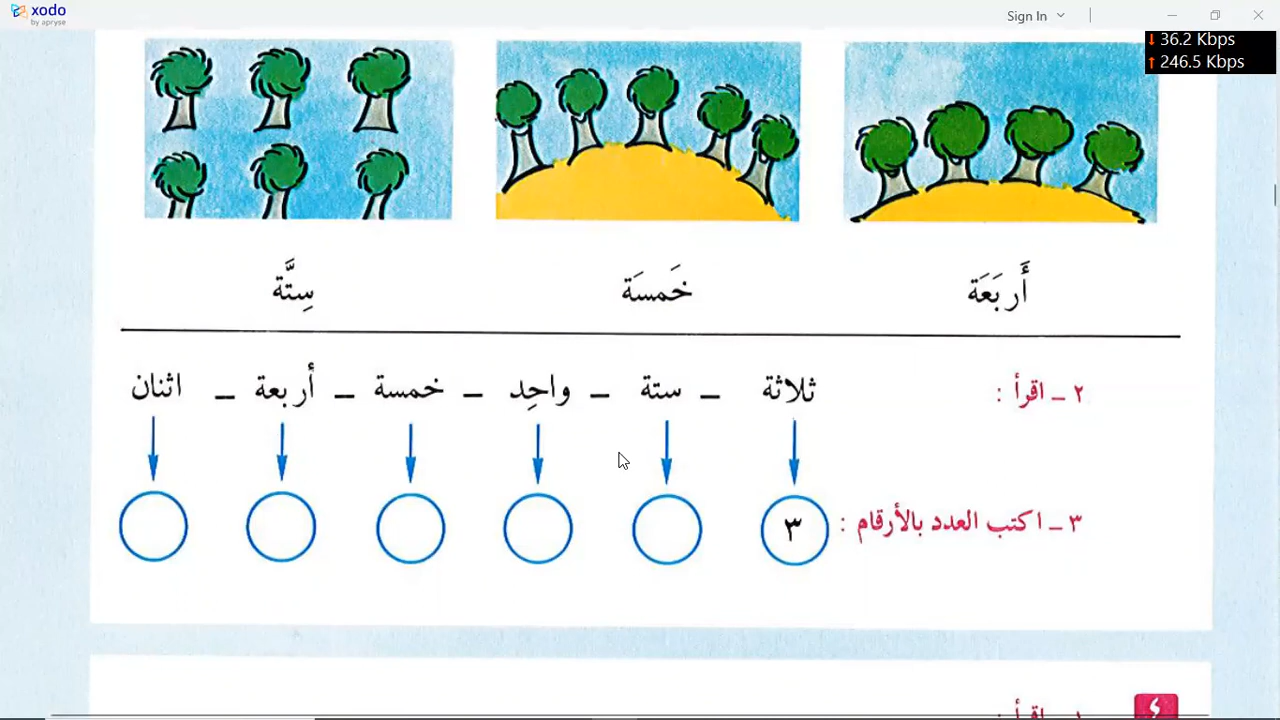 xodo
by apryse
Sign In
36.2 Kbps
246.5 Kbps
أَربَعَة خَمسَة سِتَّة
٢ ـ اقرأ : ثلاثة ـ ستة ـ واحِد ـ خمسة ـ أربعة ـ اثنان
٣ ـ اكتب العدد بالأرقام : ٣